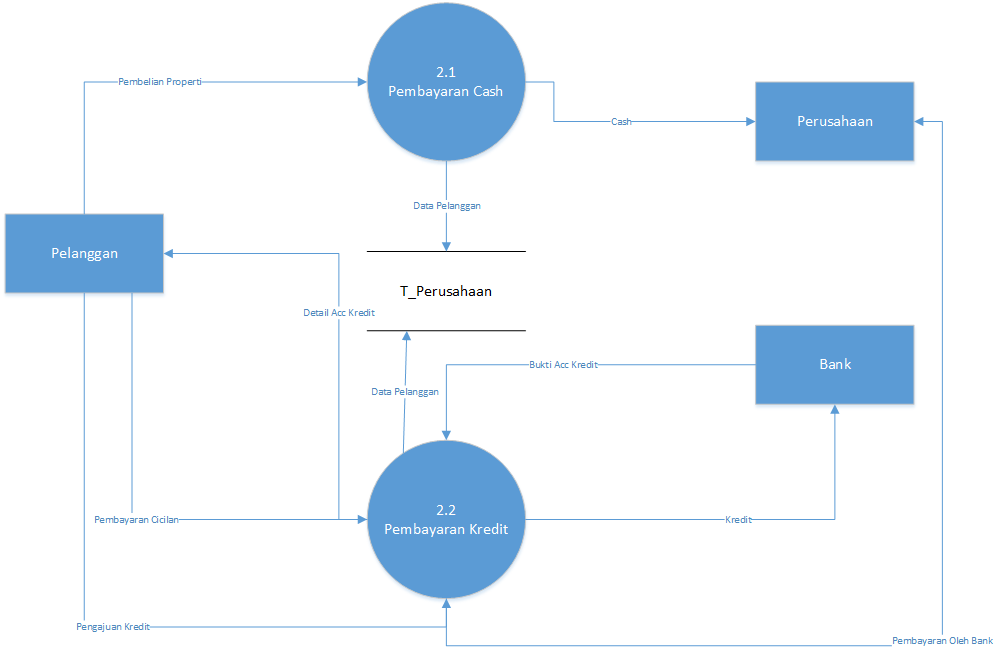 2.1
Pembayaran Cash
Pembelian Properti
Cash
Perusahaan
Data Pelanggan
Pelanggan
T_Perusahaan
Detail Acc Kredit
Bukti Acc Kredit
Bank
Data Pelanggan
2.2
Pembayaran Kredit
Pembayaran Cicilan
Kredit
Pengajuan Kredit
Pembayaran Oleh Bank